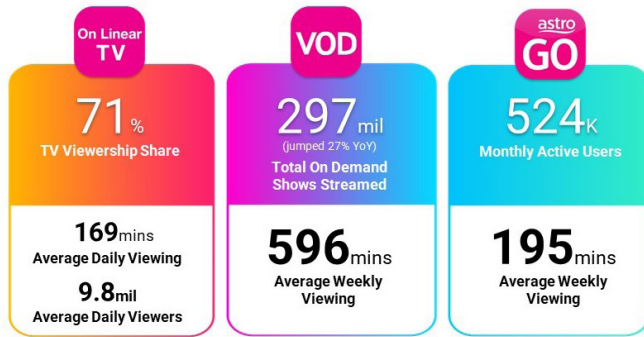 On Linear
TV
71%
TV Viewership Share
169mins
Average Daily Viewing
9.8mil
Average Daily Viewers
VOD
297mil
(jumped 27% YoY)
Total On Demand
Shows Streamed
596mins
Average Weekly
Viewing
astro
GO
524K
Monthly Active Users
195mins
Average Weekly
Viewing